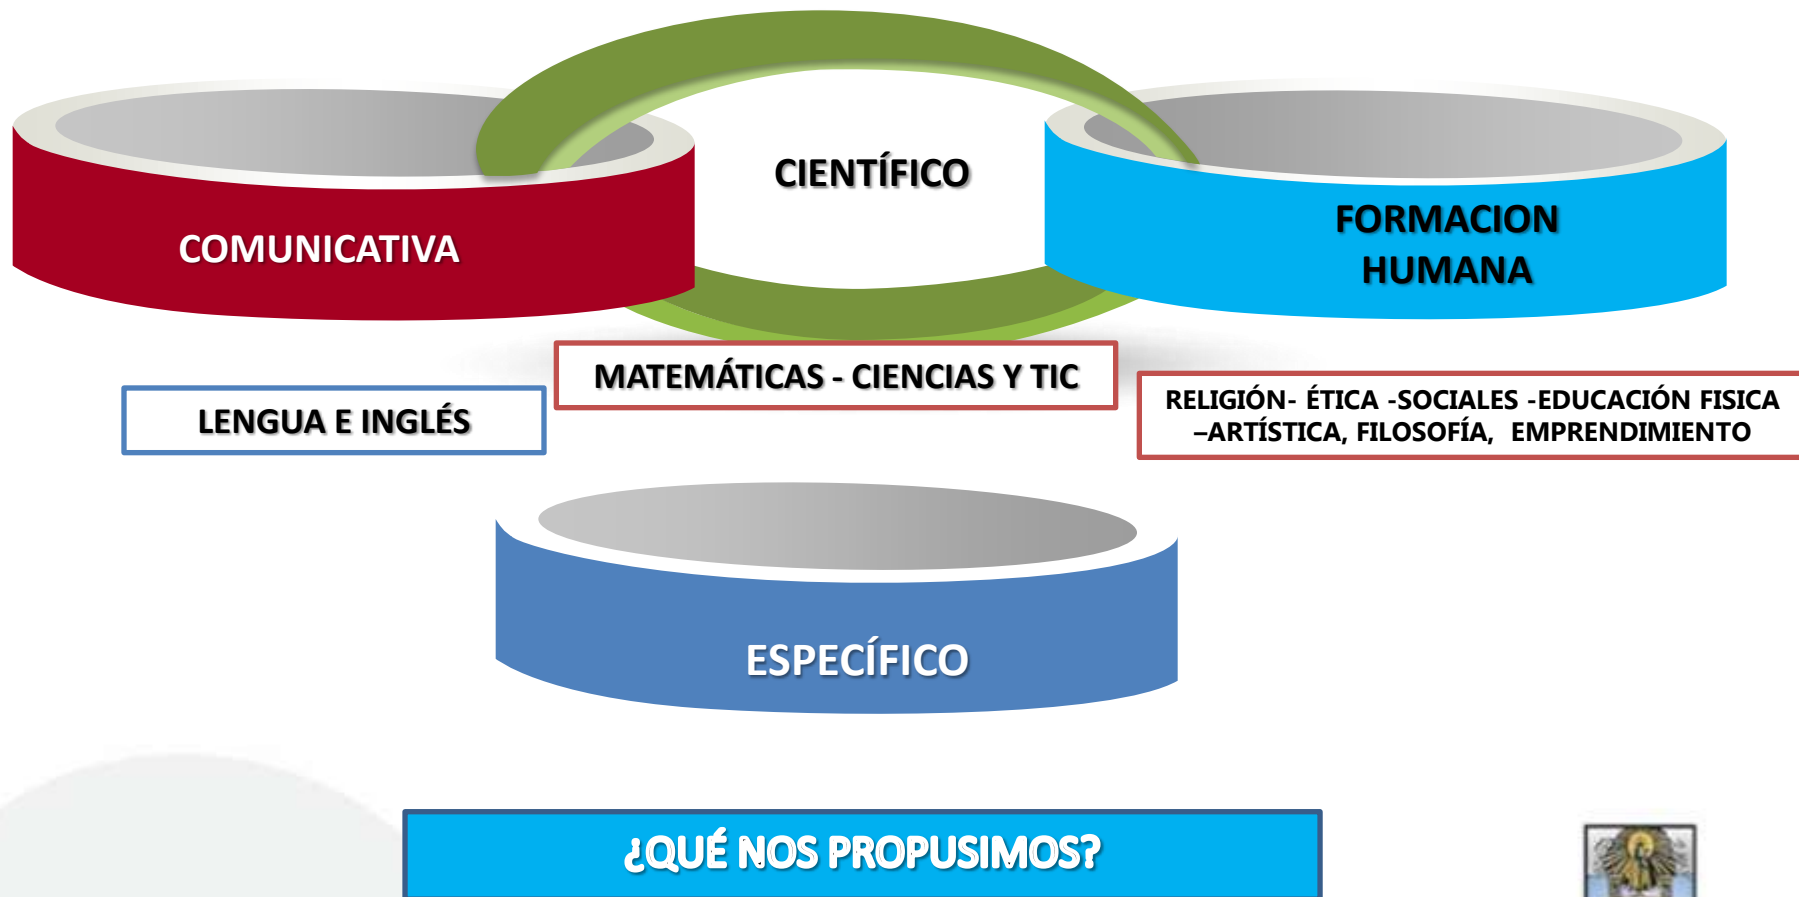 CIENTÍFICO
COMUNICATIVA
FORMACION
HUMANA
MATEMÁTICAS - CIENCIAS Y TIC
LENGUA E INGLÉS
RELIGIÓN- ÉTICA -SOCIALES -EDUCACIÓN FISICA
–ARTÍSTICA, FILOSOFÍA, EMPRENDIMIENTO
ESPECÍFICO
¿QUÉ NOS PROPUSIMOS?